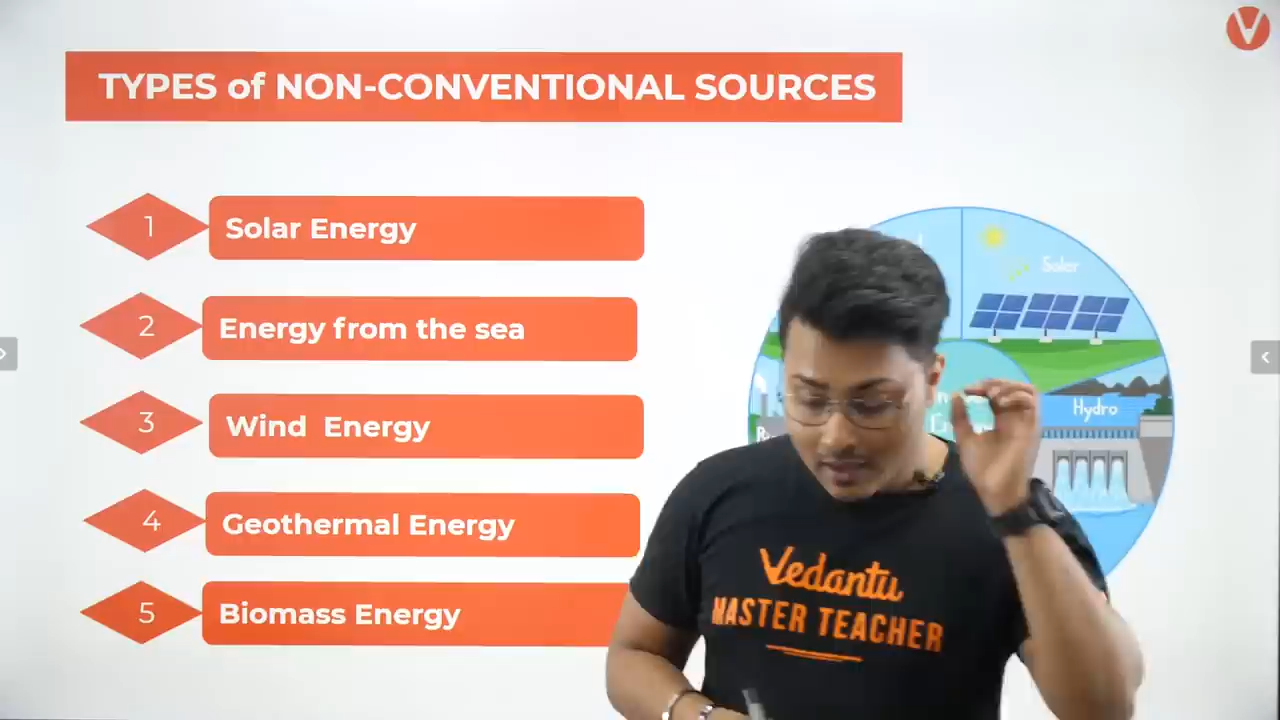 TYPES of NON-CONVENTIONAL SOURCES
1
Solar Energy
2
Energy from the sea
3
Wind Energy
4
Geothermal Energy
5
Biomass Energy
Solar
Hydro
Vedantu
MASTER TEACHER